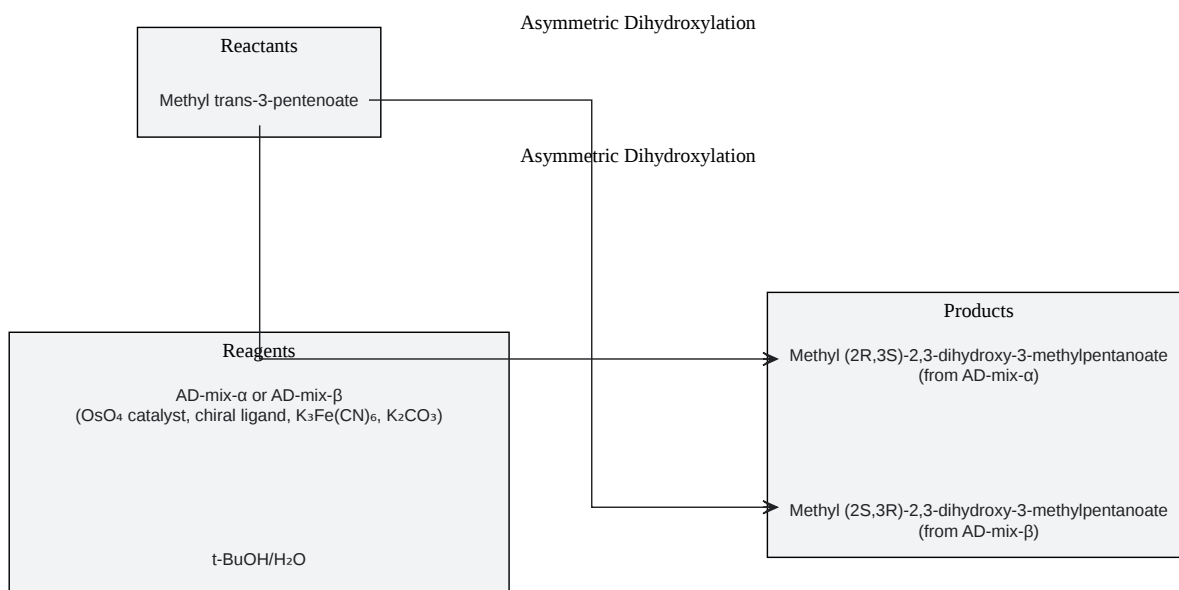 Asymmetric Dihydroxylation
Reactants
Methyl trans-3-pentenoate
Asymmetric Dihydroxylation
Products
Reagents
Methyl (2R,3S)-2,3-dihydroxy-3-methylpentanoate
(from AD-mix-α)
AD-mix-α or AD-mix-β
(OsO₄ catalyst, chiral ligand, K₃Fe(CN)₆, K₂CO₃)
Methyl (2S,3R)-2,3-dihydroxy-3-methylpentanoate
(from AD-mix-β)
t-BuOH/H₂O